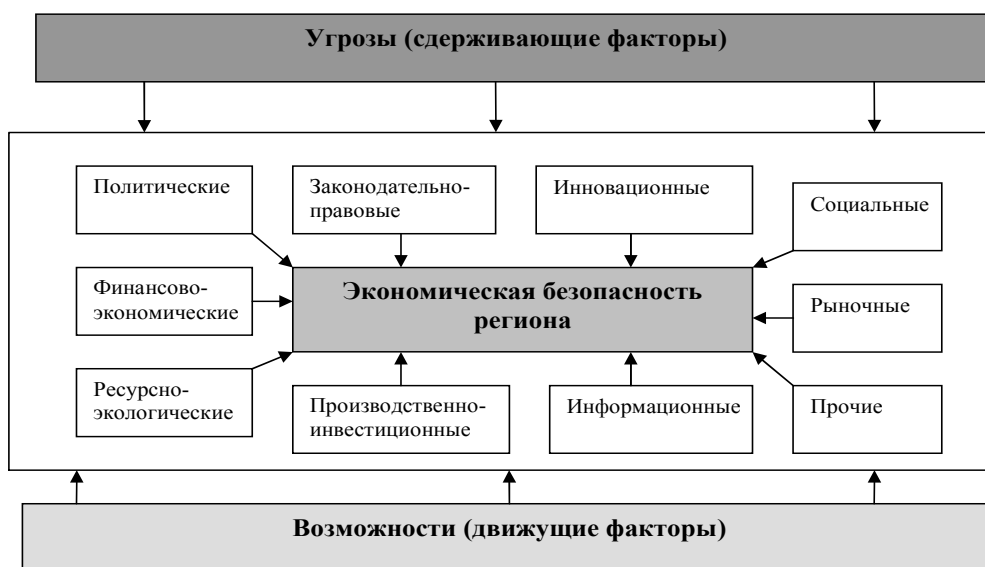 Угрозы (сдерживающие факторы)
Политические
Законодательно-
правовые
Инновационные
Социальные
Финансово-
экономические
Экономическая безопасность
региона
Рыночные
Ресурсно-
экологические
Производственно-
инвестиционные
Информационные
Прочие
Возможности (движущие факторы)